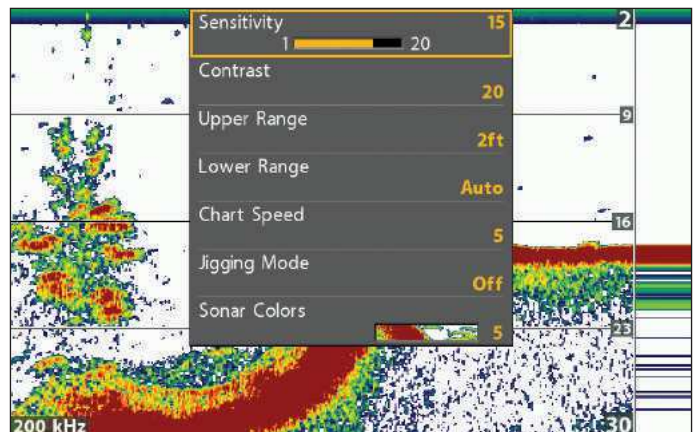 Sensitivity 15
1 20
Contrast
20
Upper Range
2ft
Lower Range
Auto
Chart Speed
5
Jigging Mode
Off
Sonar Colors
5
2
9
16
23
30
200 kHz